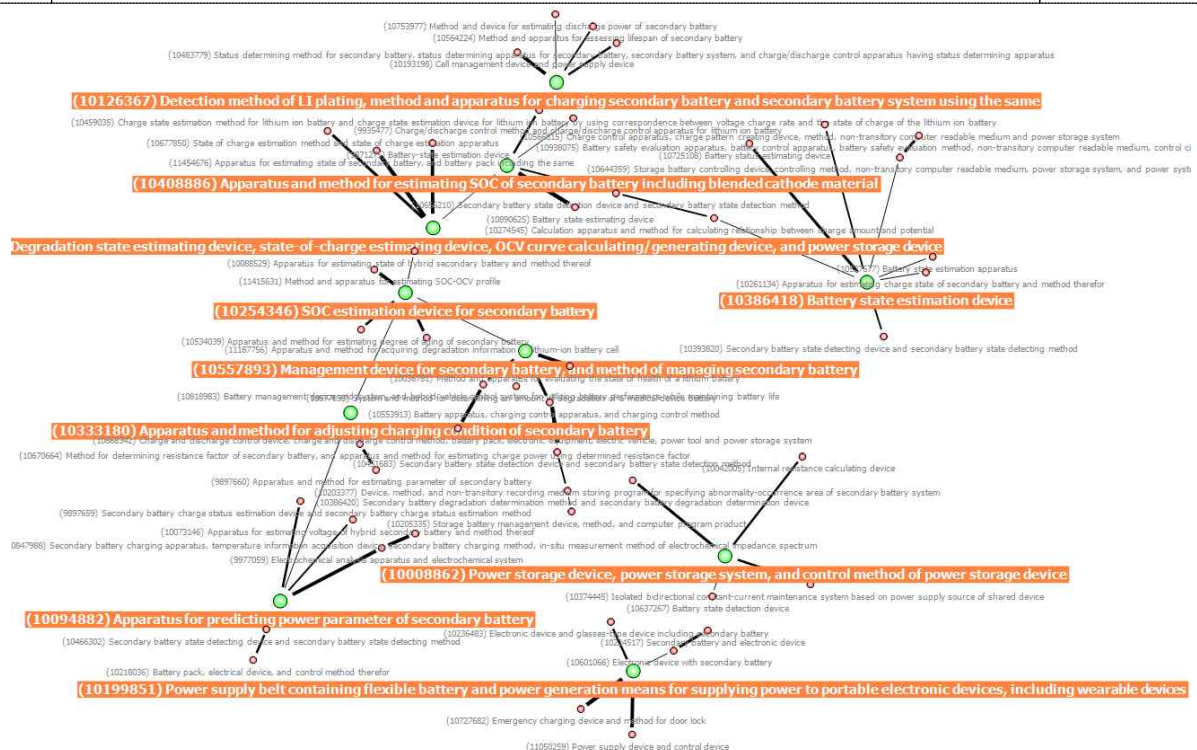 (10753977) Method and device for estimating discharge power of secondary battery
(10564224) Method and apparatus for assessing lifespan of secondary battery
(10483779) Status determining method for secondary battery, status determining apparatus for secondary battery, secondary battery system, and charge/discharge control apparatus having status determining apparatus
(10193198) Cell management device and power supply device
(10126367) Detection method of LI plating, method and apparatus for charging secondary battery and secondary battery system using the same
(10459035) Charge state estimation method for lithium ion battery and charge state estimation device for lithium ion battery by using correspondence between voltage charge rate and the state of charge of the lithium ion battery
(9935477) Charge/discharge control method and charge/discharge control apparatus for lithium ion battery
Charge control apparatus, charge pattern creating device, method, non-transitory computer readable medium and power storage system
(10677850) State of charge estimation method and state of charge estimation apparatus
(10938075) Battery safety evaluation apparatus, battery control apparatus, battery safety evaluation method, non-transitory computer readable medium, control ci
Battery-state estimation device
(10725108) Battery status estimating device
(11454676) Apparatus for estimating state of secondary battery, and battery pack including the same
(10644359) Storage battery controlling device, controlling method, non-transitory computer readable medium, power storage system, and power syst
(10408886) Apparatus and method for estimating SOC of secondary battery including blended cathode material
Secondary battery state detection device and secondary battery state detection method
(10890625) Battery state estimating device
(10274545) Calculation apparatus and method for calculating relationship between charge amount and potential
Degradation state estimating device, state-of-charge estimating device, OCV curve calculating/generating device, and power storage device
(10088529) Apparatus for estimating state of hybrid secondary battery and method thereof
Battery state estimation apparatus
(11415631) Method and apparatus for estimating SOC-OCV profile
(10261134) Apparatus for estimating charge state of secondary battery and method therefor
(10386418) Battery state estimation device
(10254346) SOC estimation device for secondary battery
(10534039) Apparatus and method for estimating degree of aging of secondary battery
(11187756) Apparatus and method for acquiring degradation information of lithium-ion battery cell
(10393820) Secondary battery state detecting device and secondary battery state detecting method
(10557893) Management device for secondary battery, and method of managing secondary battery
Method and apparatus for evaluating the state of health of a lithium battery
(10818983) Battery management
battery performance while maintaining battery life
(10553913) Battery apparatus, charging control apparatus, and charging control method
(10333180) Apparatus and method for adjusting charging condition of secondary battery
Charge and discharge control device, charge and discharge control method, battery pack, electronic equipment, electric vehicle, power tool and power storage system
(10670664) Method for determining resistance factor of secondary battery, and apparatus and method for estimating charge power using determined resistance factor
Secondary battery state detection device and secondary battery state detection method
(10042005) Internal resistance calculating device
(9897660) Apparatus and method for estimating parameter of secondary battery
(10203377) Device, method, and non-transitory recording medium storing program for specifying abnormality-occurrence area of secondary battery system
(10386420) Secondary battery degradation determination method and secondary battery degradation determination device
(9897659) Secondary battery charge status estimation device and secondary battery charge status estimation method
(10205335) Storage battery management device, method, and computer program product
(10073146) Apparatus for estimating voltage of hybrid secondary battery and method thereof
0847988) Secondary battery charging apparatus, temperature information acquisition device, secondary battery charging method, in-situ measurement method of electrochemical impedance spectrum
(9977059) Electrochemical analysis apparatus and electrochemical system
(10008862) Power storage device, power storage system, and control method of power storage device
(10374445) Isolated bidirectional constant-current maintenance system based on power supply source of shared device
(10637267) Battery state detection device
(10094882) Apparatus for predicting power parameter of secondary battery
(10236483) Electronic device and glasses-type device including secondary battery
(10466302) Secondary battery state detecting device and secondary battery state detecting method
Secondary battery and electronic device
(10601066) Electronic device with secondary battery
(10218036) Battery pack, electrical device, and control method therefor
(10199851) Power supply belt containing flexible battery and power generation means for supplying power to portable electronic devices, including wearable devices
(10727682) Emergency charging device and method for door lock
(11050259) Power supply device and control device